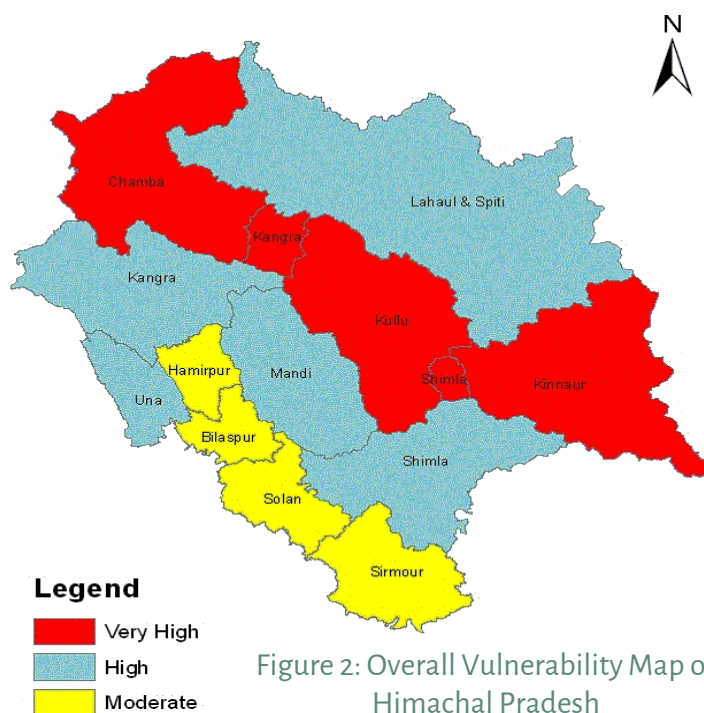 N
Chamba
Lahaul & Spiti
Kangra
Kangra
Kullu
Hamirpur
Mandi
Shimla
Kinnaur
Una
Bilaspur
Shimla
Solan
Sirmour
Legend
Very High
High
Moderate
Figure 2: Overall Vulnerability Map o
Himachal Pradesh